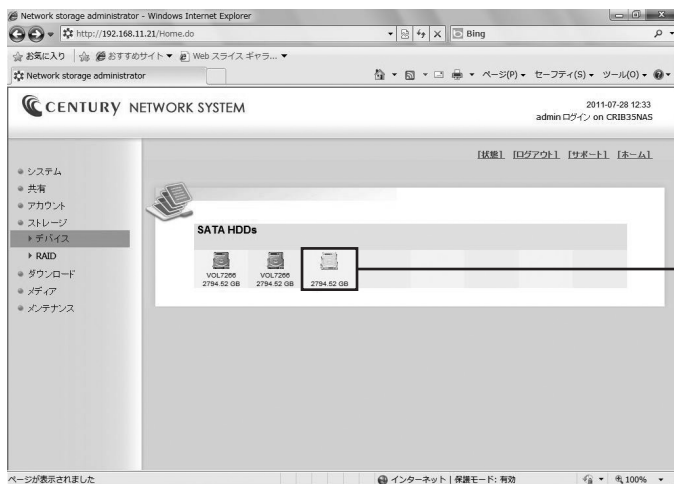 Network storage administrator - Windows Internet Explorer
http://192.168.11.21/Home.do
Bing
お気に入り
おすすめサイト ▼
Web スライス ギャラ... ▼
Network storage administrator
ページ(P) ▼ セーフティ(S) ▼ ツール(O) ▼
CENTURY NETWORK SYSTEM
2011-07-28 12:33
admin ログイン on CRIB35NAS
[状態] [ログアウト] [サポート] [ホーム]
システム
共有
アカウント
ストレージ
デバイス
RAID
ダウンロード
メディア
メンテナンス
SATA HDDs
VOL7266
2794.52 GB
VOL7266
2794.52 GB
2794.52 GB
ページが表示されました
インターネット | 保護モード: 有効
100%